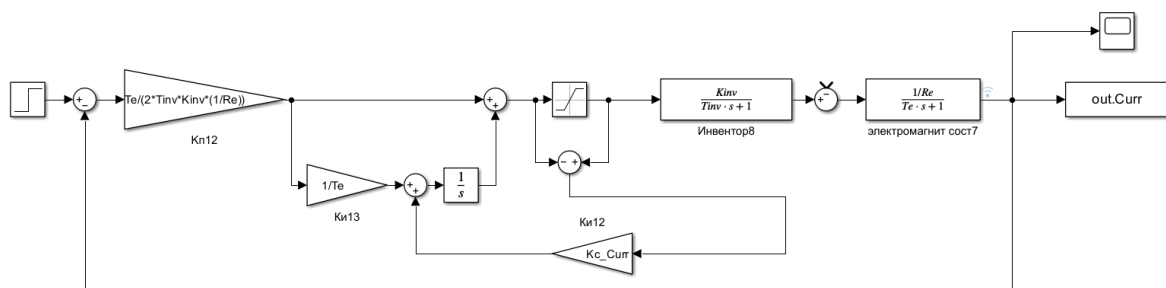 Te/(2*Tinv*Kinv*(1/Re))
Кп12
Kinv
Tinv · s + 1
Инвентор8
1/Re
Te · s + 1
электромагнит сост7
out.Curr
1/Te
Ки13
1
s
Ки12
Kc_Curr